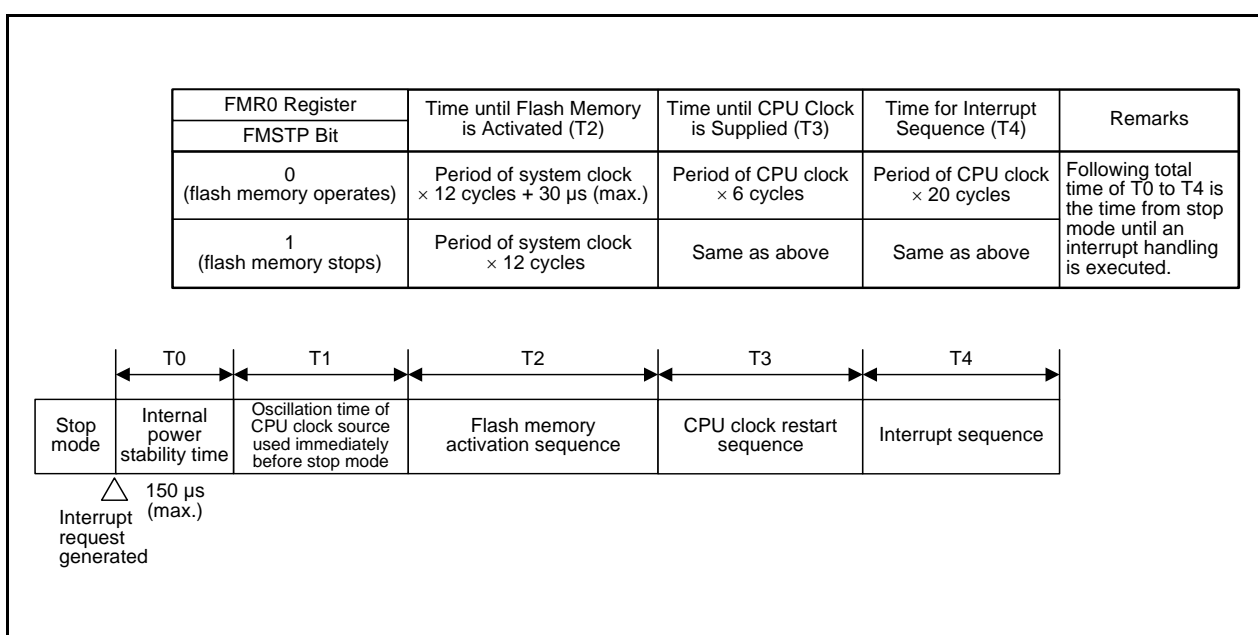 FMR0 Register
FMSTP Bit
Time until Flash Memory
is Activated (T2)
Time until CPU Clock
is Supplied (T3)
Time for Interrupt
Sequence (T4)
Remarks
0
(flash memory operates)
Period of system clock
× 12 cycles + 30 µs (max.)
Period of CPU clock
× 6 cycles
Period of CPU clock
× 20 cycles
Following total
time of T0 to T4 is
the time from stop
mode until an
interrupt handling
is executed.
1
(flash memory stops)
Period of system clock
× 12 cycles
Same as above
Same as above
T0
T1
T2
T3
T4
Stop
mode
Internal
power
stability time
Oscillation time of
CPU clock source
used immediately
before stop mode
Flash memory
activation sequence
CPU clock restart
sequence
Interrupt sequence
150 µs
(max.)
Interrupt
request
generated